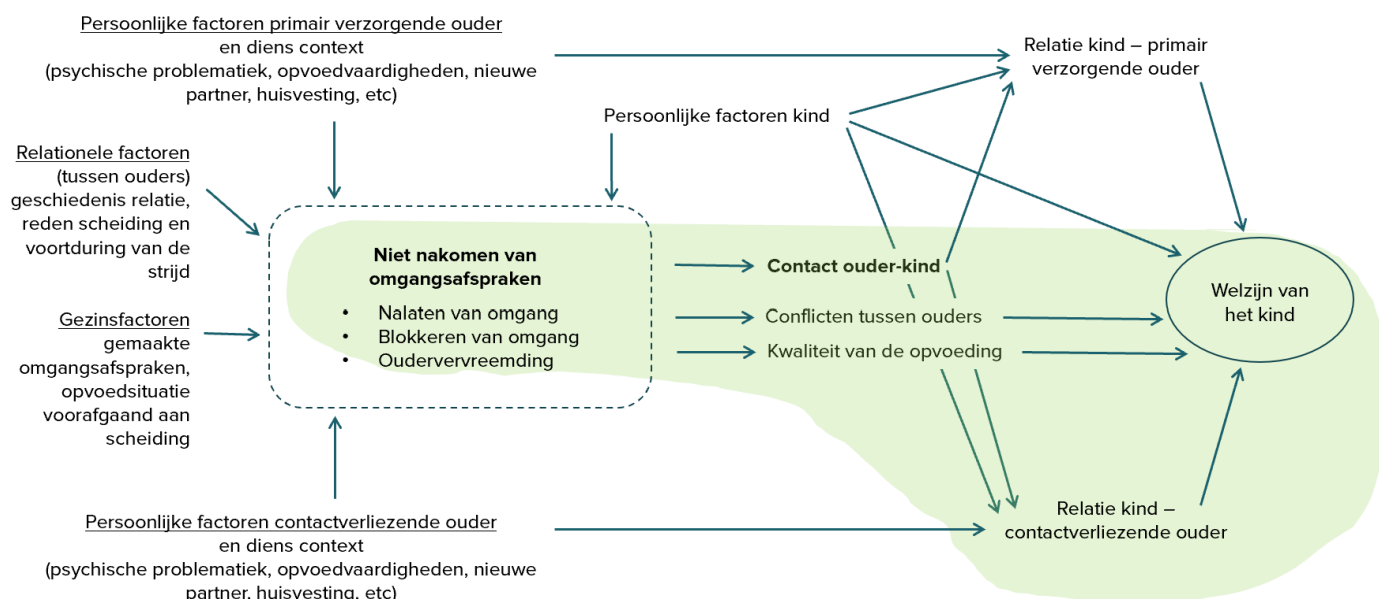 Persoonlijke factoren primair verzorgende ouder
en diens context
(psychische problematiek, opvoedvaardigheden, nieuwe
partner, huisvesting, etc)
Relatie kind – primair
verzorgende ouder
Persoonlijke factoren kind
Relationele factoren
(tussen ouders)
geschiedenis relatie,
reden scheiding en
voortduring van de
strijd
Niet nakomen van
omgangsafspraken
• Nalaten van omgang
• Blokkeren van omgang
• Oudervervreemding
Contact ouder-kind
Conflicten tussen ouders
Kwaliteit van de opvoeding
Welzijn van
het kind
Gezinsfactoren
gemaakte
omgangsafspraken,
opvoedsituatie
voorafgaand aan
scheiding
Persoonlijke factoren contactverliezende ouder
en diens context
(psychische problematiek, opvoedvaardigheden, nieuwe
partner, huisvesting, etc)
Relatie kind –
contactverliezende ouder